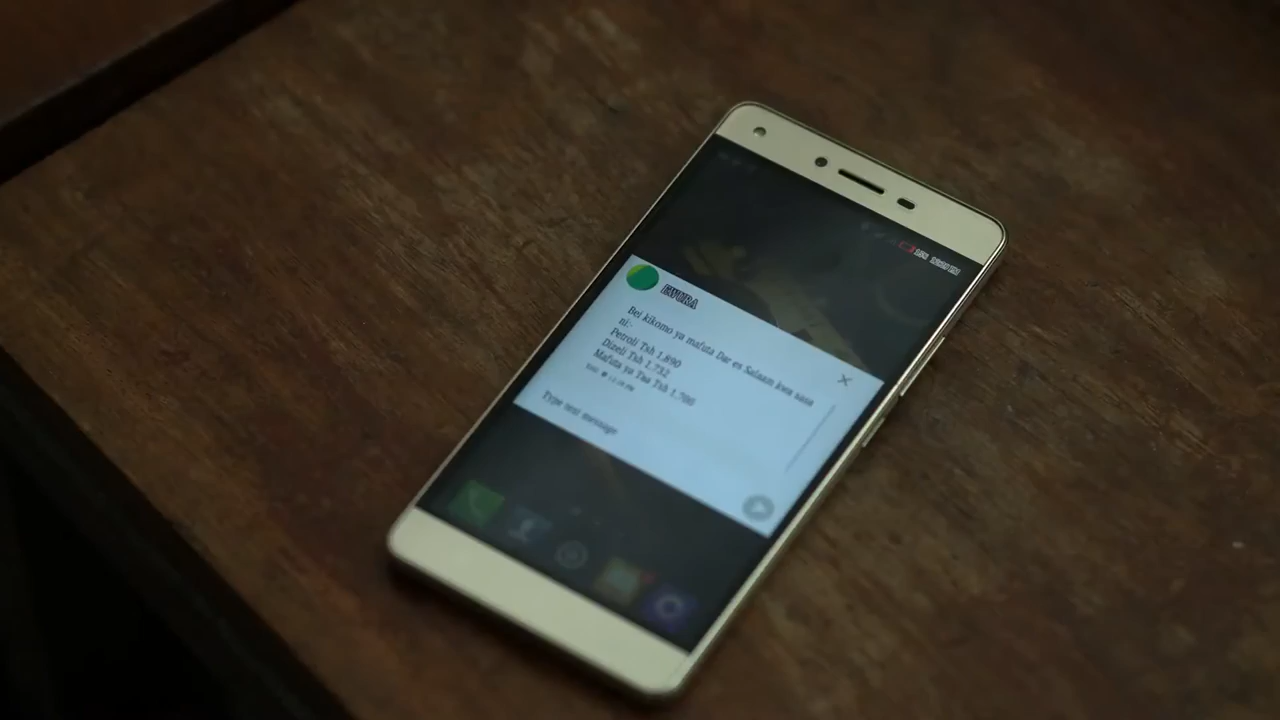 EWURA
Bei kikomo ya mafuta Dar es Salaam kwa sasa
ni:-
Petroli Tsh 1.890
Dizeli Tsh 1.732
Mafuta ya Taa Tsh 1.700
Type text message